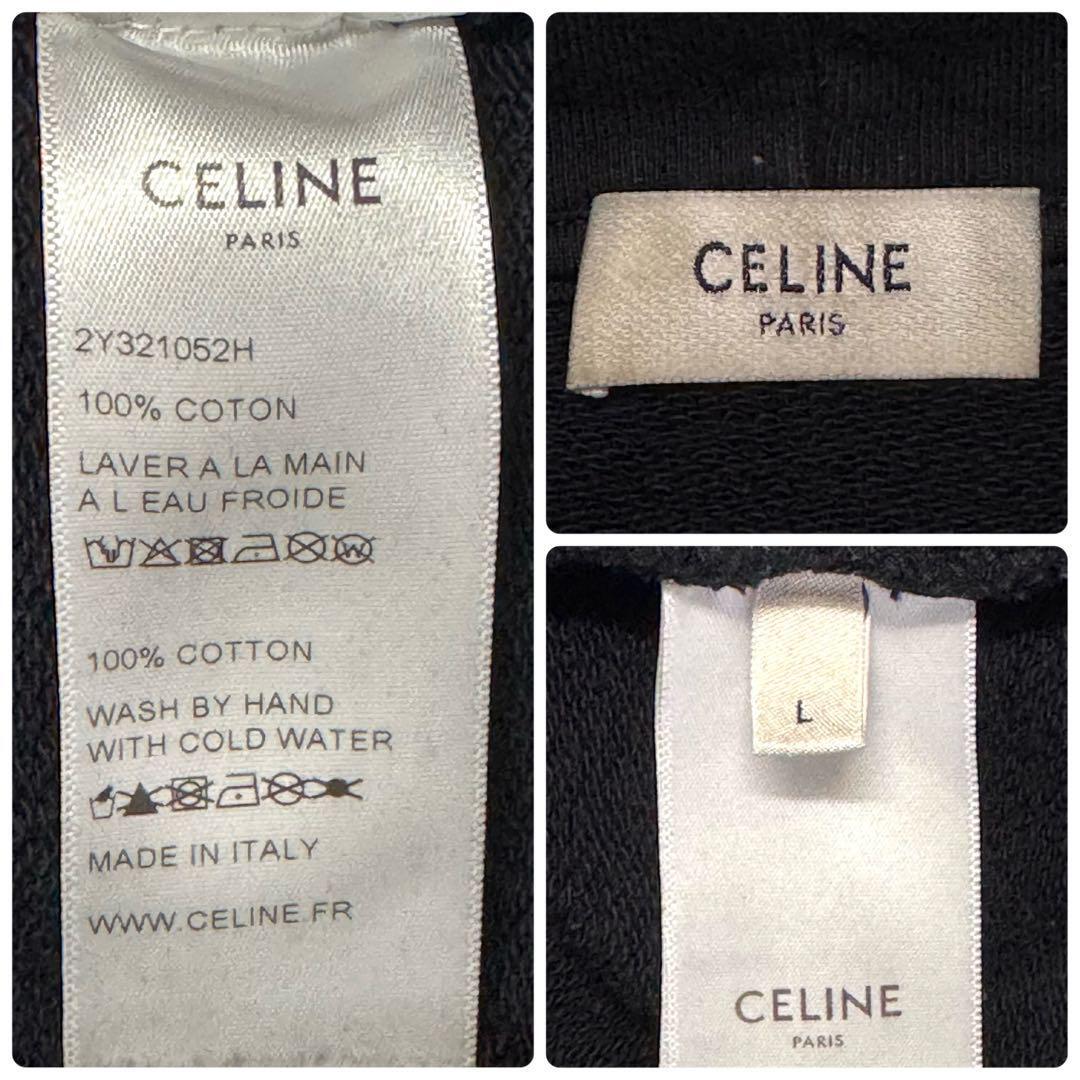 CELINE
PARIS
2Y321052H
100% COTON
LAVER A LA MAIN
A L EAU FROIDE
100% COTTON
WASH BY HAND
WITH COLD WATER
MADE IN ITALY
WWW.CELINE.FR
CELINE
PARIS
L
CELINE
PARIS